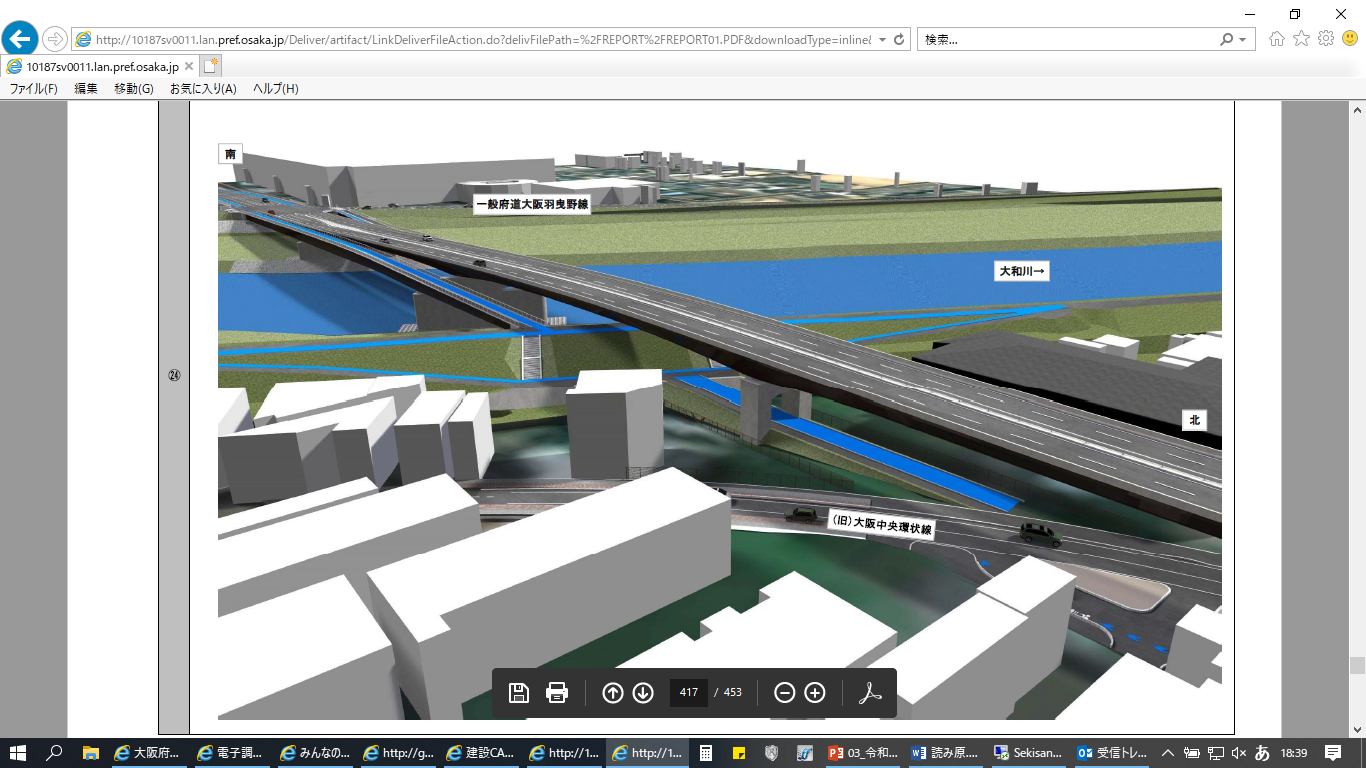 http://10187sv0011.lan.pref.osaka.jp/Deliver/artifact/LinkDeliverFileAction.do?delivFilePath=%2FREPORT%2FREPORT01.PDF&downloadType=inline&
検索...
10187sv0011.lan.pref.osaka.jp
ファイル(F) 編集 移動(G) お気に入り(A) ヘルプ(H)
南
一般府道大阪羽曳野線
大和川→
㉔
北
(旧)大阪中央環状線
417 / 453
大阪府...
電子調...
みんなの...
http://g...
建設CA...
http://1...
http://1...
03_令和...
読み原...
Sekisan...
受信トレ...
あ
18:39